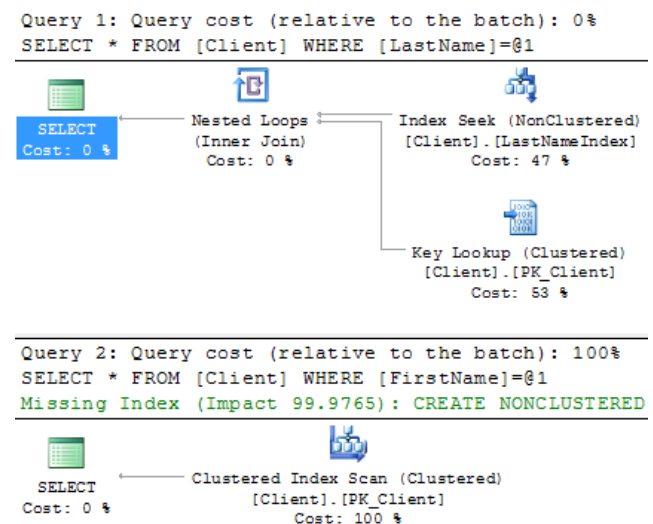 Query 1: Query cost (relative to the batch): 0%
SELECT * FROM [Client] WHERE [LastName]=@1
SELECT
Cost: 0 %
Nested Loops
(Inner Join)
Cost: 0 %
Index Seek (NonClustered)
[Client].[LastNameIndex]
Cost: 47 %
Key Lookup (Clustered)
[Client].[PK_Client]
Cost: 53 %
Query 2: Query cost (relative to the batch): 100%
SELECT * FROM [Client] WHERE [FirstName]=@1
Missing Index (Impact 99.9765): CREATE NONCLUSTERED
SELECT
Cost: 0 %
Clustered Index Scan (Clustered)
[Client].[PK_Client]
Cost: 100 %